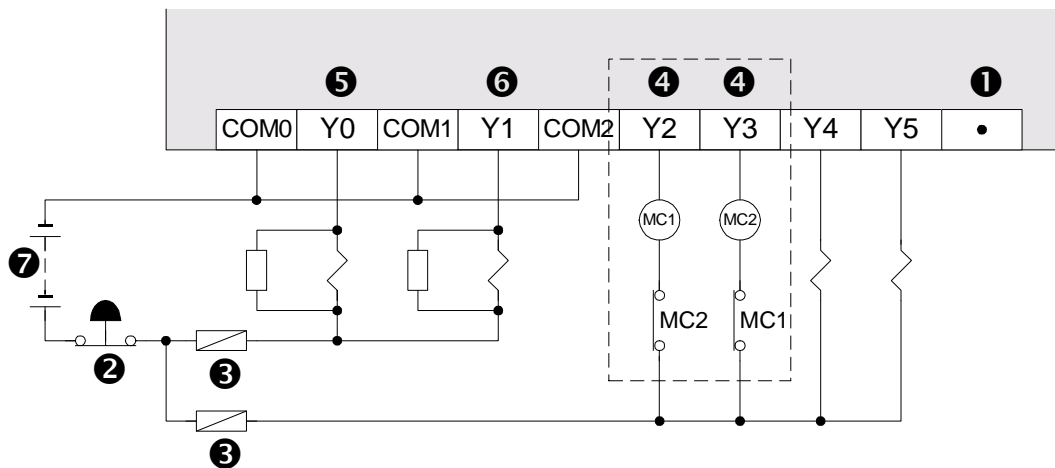 ❺ ❻ ❹ ❹ ❶
COM0 Y0 COM1 Y1 COM2 Y2 Y3 Y4 Y5 •
MC1 MC2
❼
MC2 MC1
❷ ❸
❸